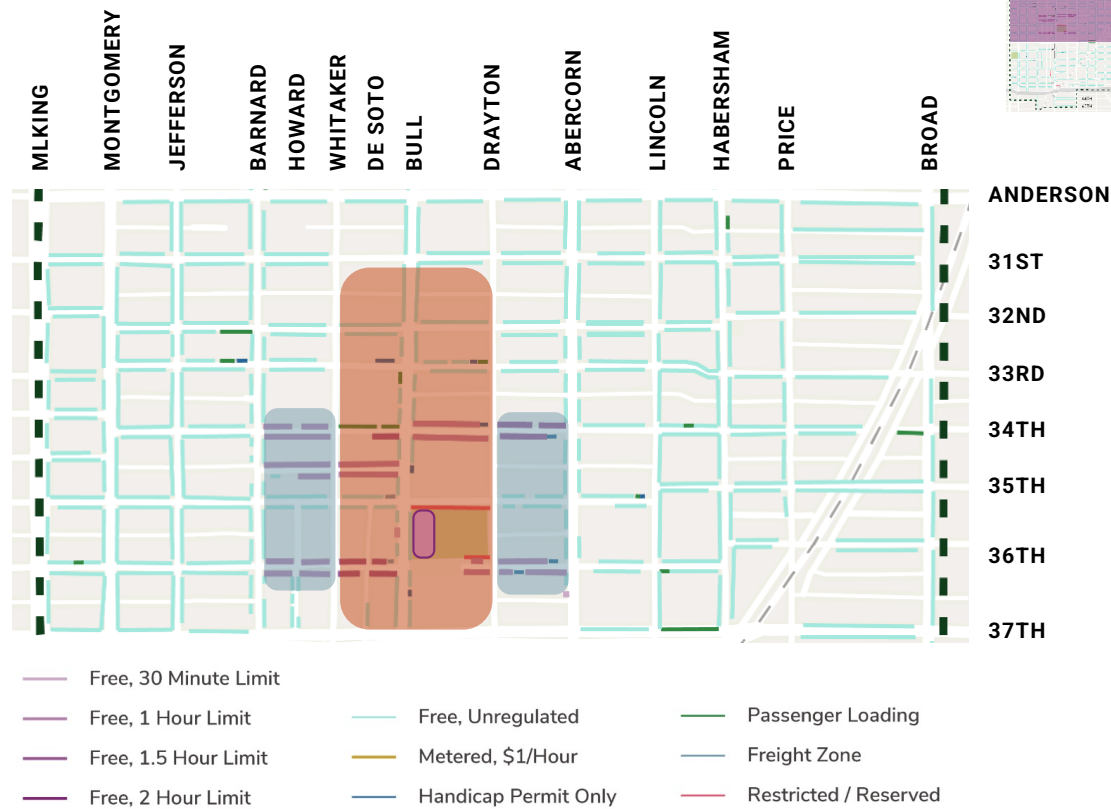 MLKING
MONTGOMERY
JEFFERSON
BARNARD
HOWARD
WHITAKER
DE SOTO
BULL
DRAYTON
ABERCORN
LINCOLN
HABERSHAM
PRICE
BROAD
ANDERSON
31ST
32ND
33RD
34TH
35TH
36TH
37TH
Free, 30 Minute Limit
Free, 1 Hour Limit
Free, 1.5 Hour Limit
Free, 2 Hour Limit
Free, Unregulated
Metered, $1/Hour
Handicap Permit Only
Passenger Loading
Freight Zone
Restricted / Reserved